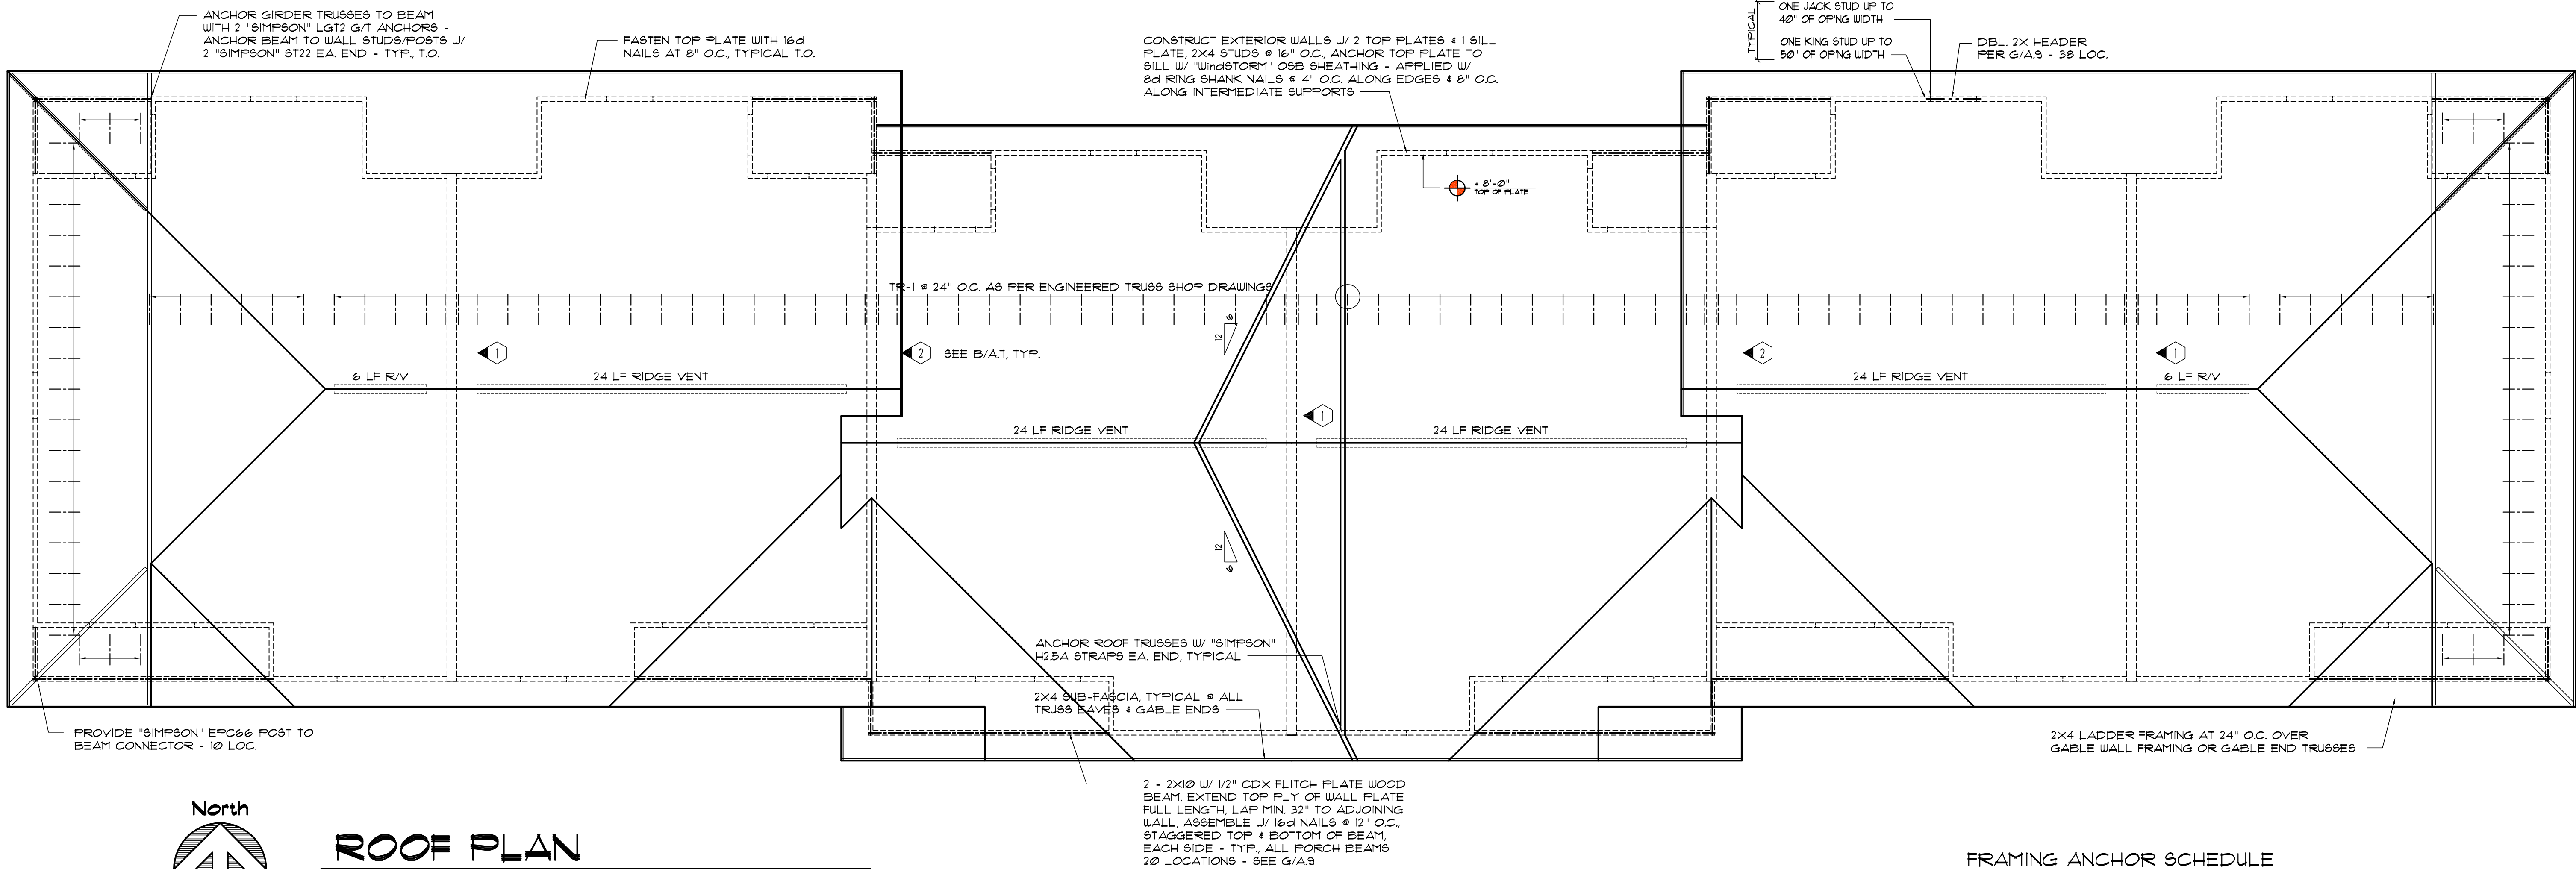 ANCHOR GIRDER TRUSSES TO BEAM
WITH 2 "SIMPSON" LGT2 G/T ANCHORS -
ANCHOR BEAM TO WALL STUDS/POSTS W/
2 "SIMPSON" ST22 EA. END - TYP., T.O.
FASTEN TOP PLATE WITH 16d
NAILS AT 8" O.C., TYPICAL T.O.
CONSTRUCT EXTERIOR WALLS W/ 2 TOP PLATES & 1 SILL
PLATE, 2X4 STUDS @ 16" O.C., ANCHOR TOP PLATE TO
SILL W/ "WindSTORM" OSB SHEATHING - APPLIED W/
8d RING SHANK NAILS @ 4" O.C. ALONG EDGES & 8" O.C.
ALONG INTERMEDIATE SUPPORTS
TYPICAL
ONE JACK STUD UP TO
40" OF OP'NG WIDTH
ONE KING STUD UP TO
50" OF OP'NG WIDTH
DBL. 2X HEADER
PER G/A.9 - 38 LOC.
+ 8'-0"
TOP OF PLATE
TR-1 @ 24" O.C. AS PER ENGINEERED TRUSS SHOP DRAWINGS
6
12
1
2
SEE B/A.7, TYP.
2
1
6 LF R/V
24 LF RIDGE VENT
24 LF RIDGE VENT
6 LF R/V
1
24 LF RIDGE VENT
24 LF RIDGE VENT
12
6
ANCHOR ROOF TRUSSES W/ "SIMPSON"
H2.5A STRAPS EA. END, TYPICAL
2X4 SUB-FASCIA, TYPICAL @ ALL
TRUSS EAVES & GABLE ENDS
PROVIDE "SIMPSON" EPC66 POST TO
BEAM CONNECTOR - 10 LOC.
2X4 LADDER FRAMING AT 24" O.C. OVER
GABLE WALL FRAMING OR GABLE END TRUSSES
2 - 2X10 W/ 1/2" CDX FLITCH PLATE WOOD
BEAM, EXTEND TOP PLY OF WALL PLATE
FULL LENGTH, LAP MIN. 32" TO ADJOINING
WALL, ASSEMBLE W/ 16d NAILS @ 12" O.C.,
STAGGERED TOP & BOTTOM OF BEAM,
EACH SIDE - TYP., ALL PORCH BEAMS
20 LOCATIONS - SEE G/A.9
North
ROOF PLAN
FRAMING ANCHOR SCHEDULE